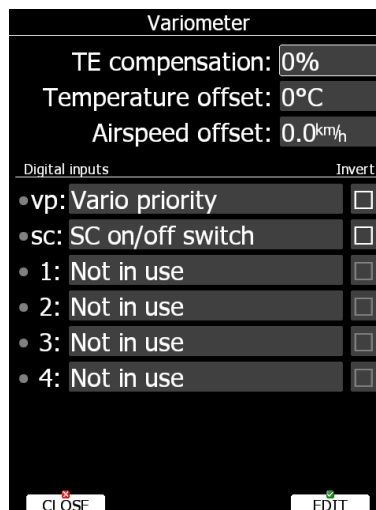 Variometer
TE compensation: 0%
Temperature offset: 0°C
Airspeed offset: 0.0km/h
Digital inputs Invert
vp: Vario priority
sc: SC on/off switch
1: Not in use
2: Not in use
3: Not in use
4: Not in use
CLOSE EDIT